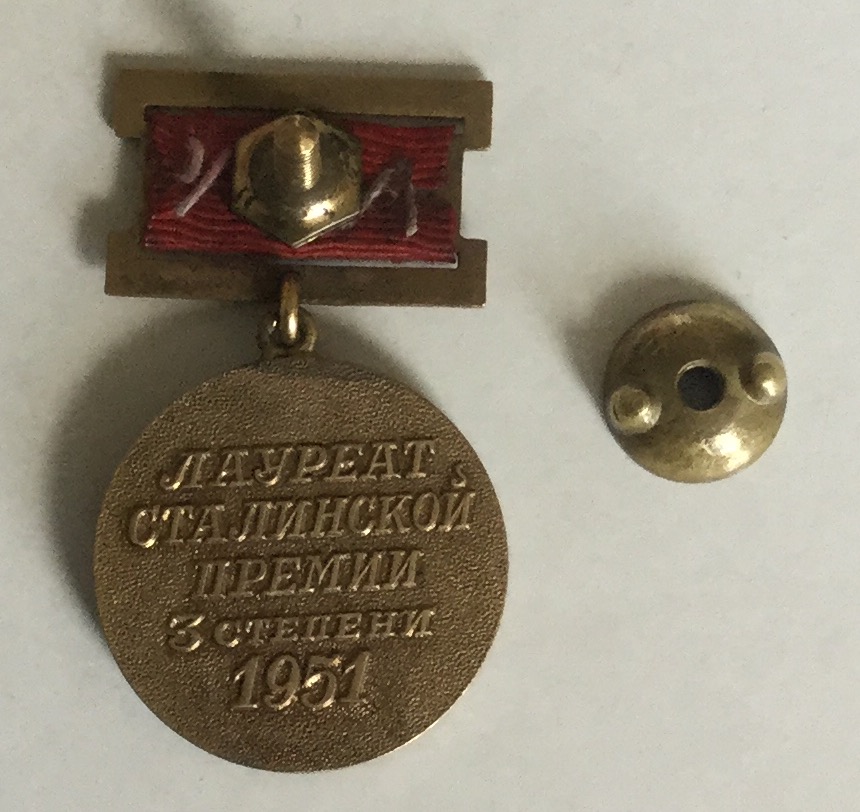 ЛАУРЕАТ
СТАЛИНСКОЙ
ПРЕМИИ
3 СТЕПЕНИ
1951